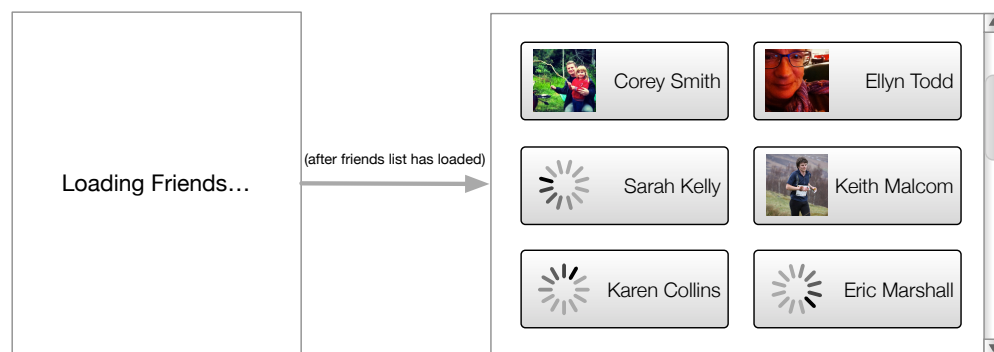 Loading Friends…
(after friends list has loaded)
Corey Smith
Ellyn Todd
Sarah Kelly
Keith Malcom
Karen Collins
Eric Marshall